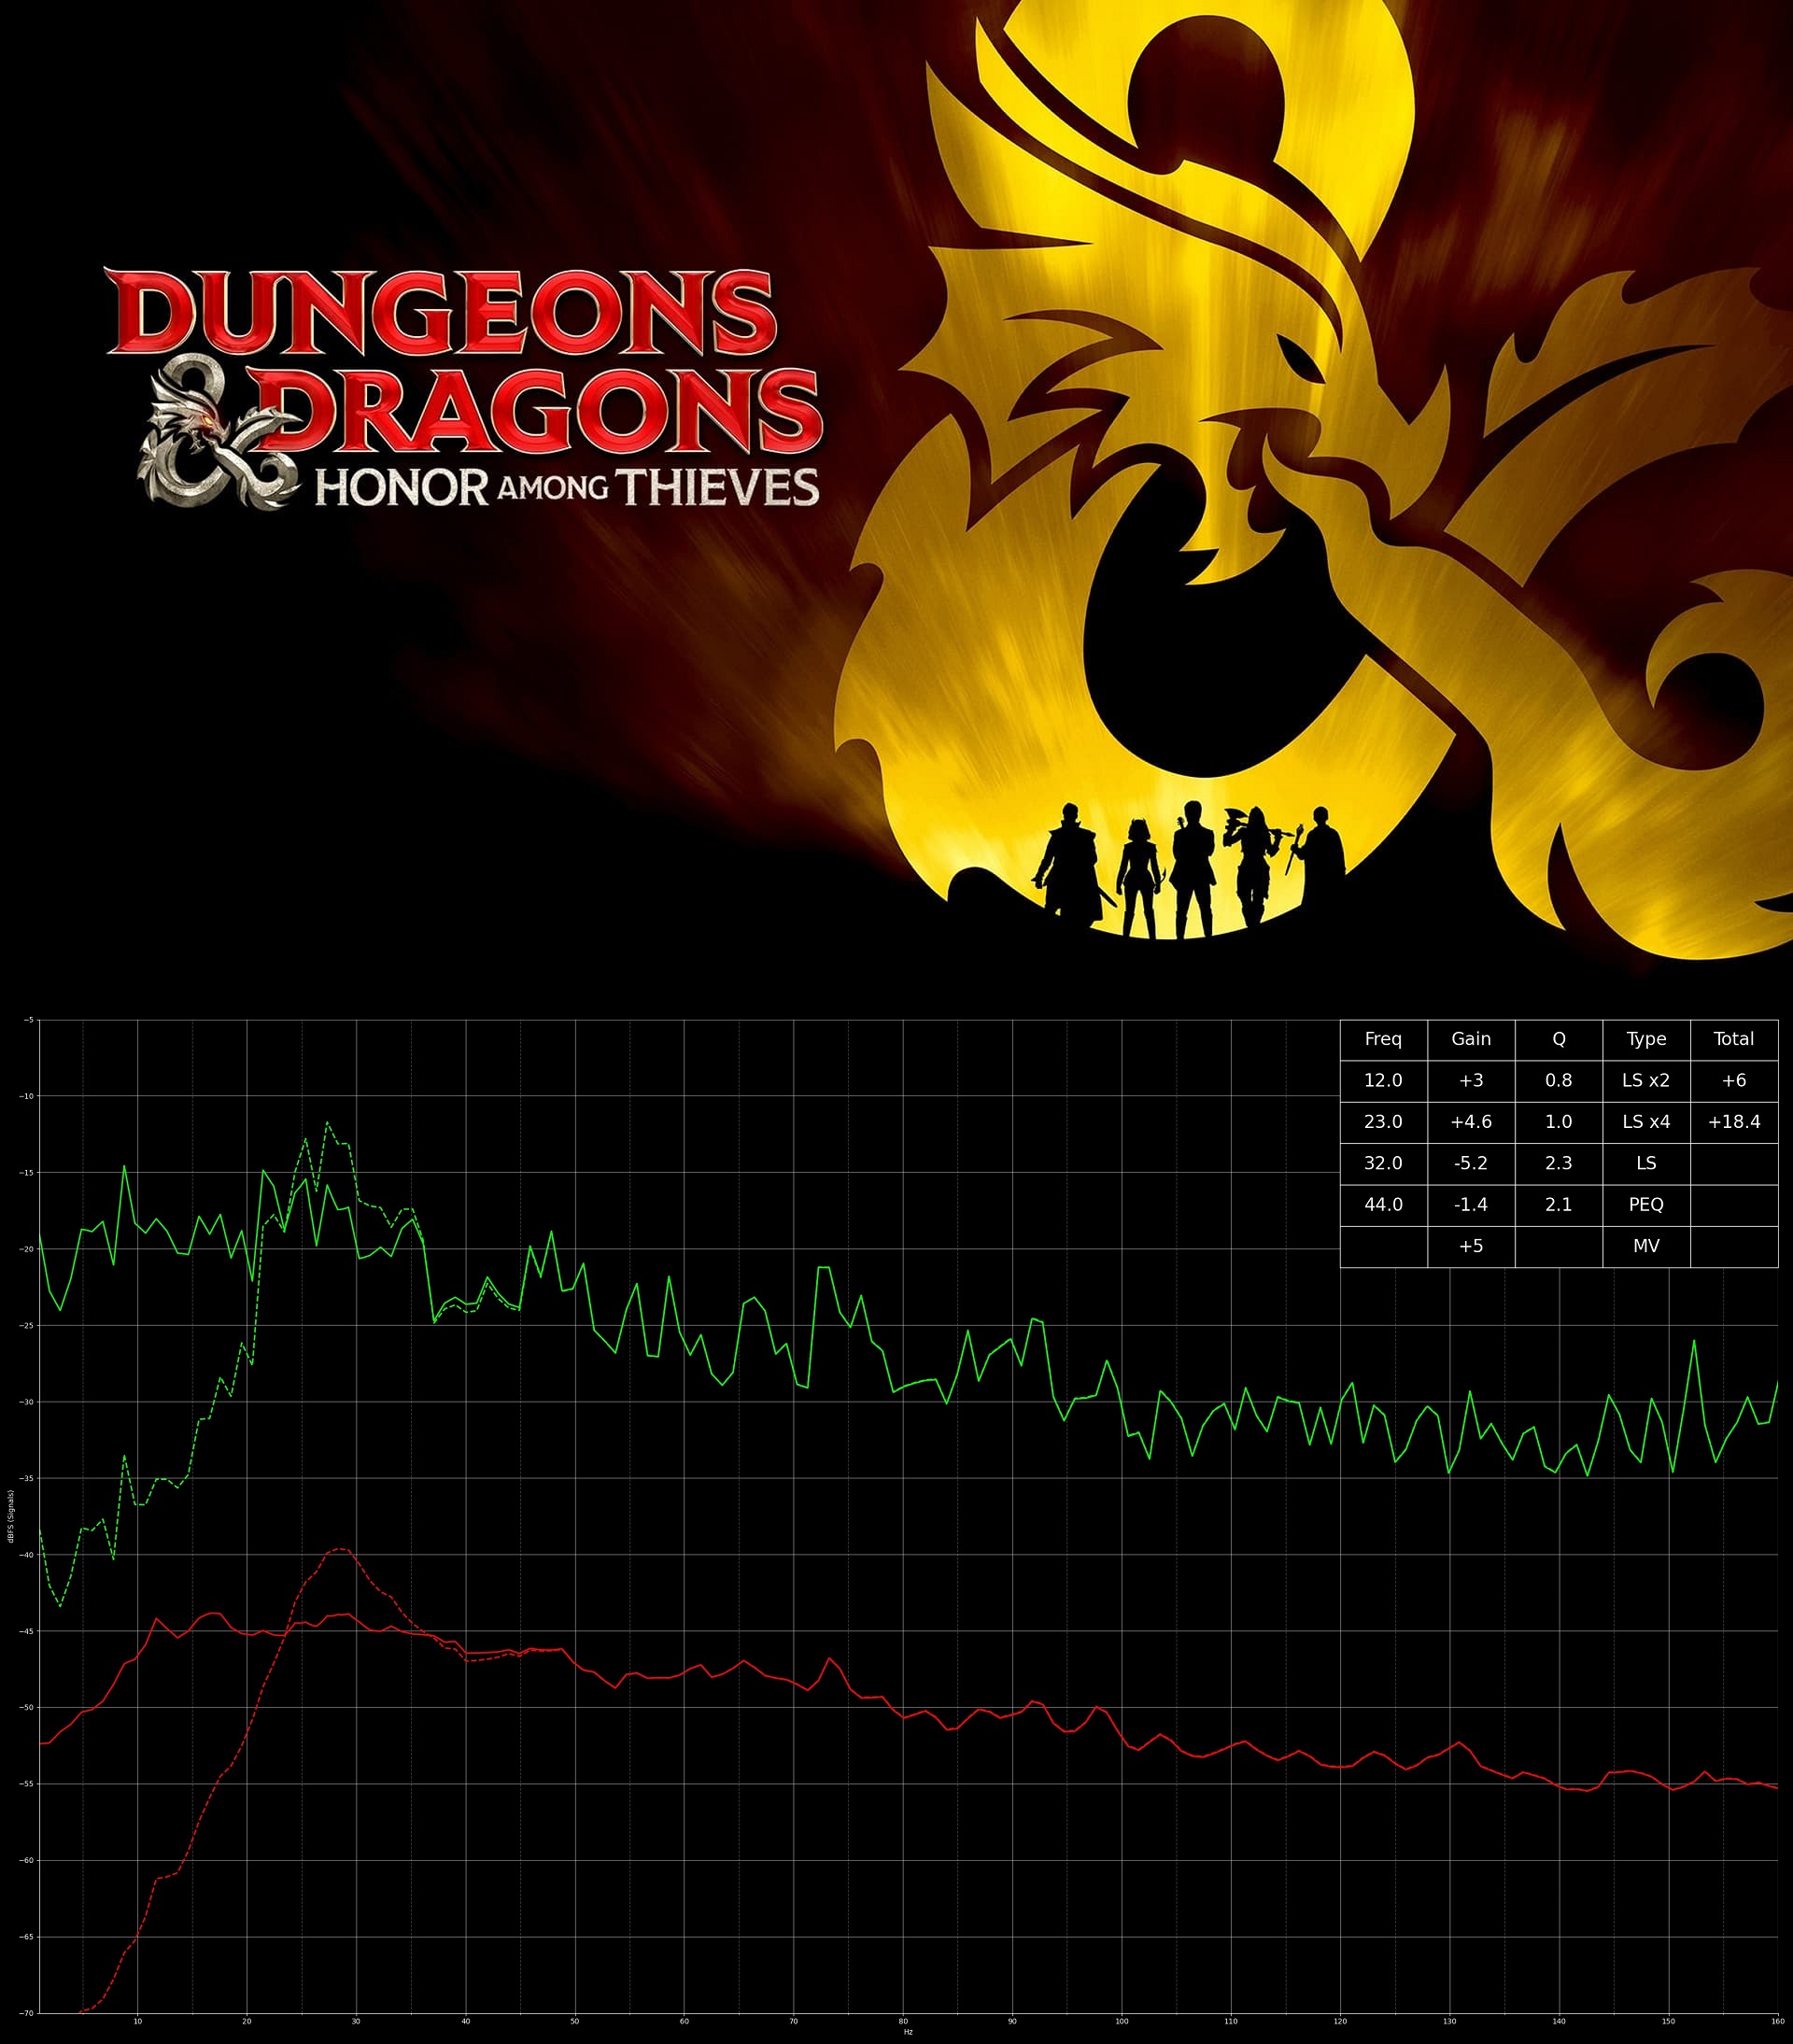 DUNGEONS
& DRAGONS
HONOR AMONG THIEVES
Freq Gain Q Type Total
12.0 +3 0.8 LS x2 +6
23.0 +4.6 1.0 LS x4 +18.4
32.0 -5.2 2.3 LS
44.0 -1.4 2.1 PEQ
+5 MV
−5
−10
−15
−20
−25
−30
−35
−40
−45
−50
−55
−60
−65
−70
dBFS (Signals)
10 20 30 40 50 60 70 80 90 100 110 120 130 140 150 160
Hz